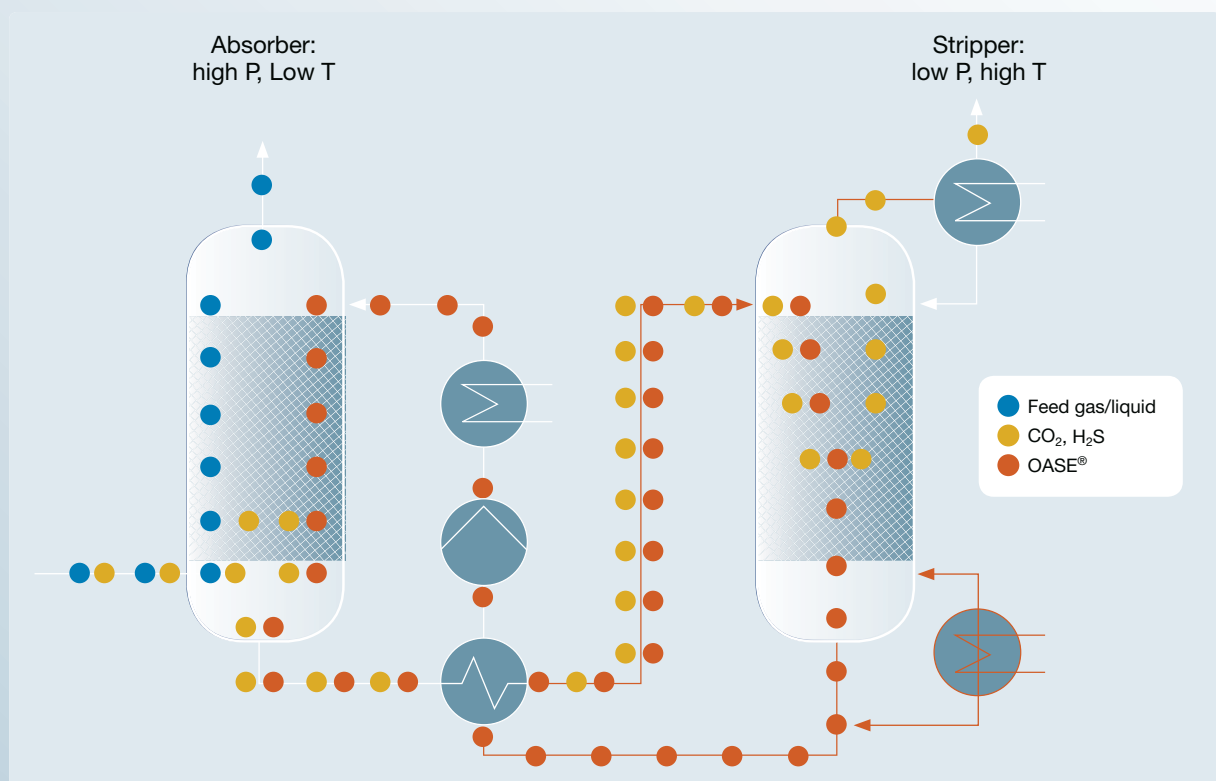 Absorber:
high P, Low T
Stripper:
low P, high T
Feed gas/liquid
CO₂, H₂S
OASE®